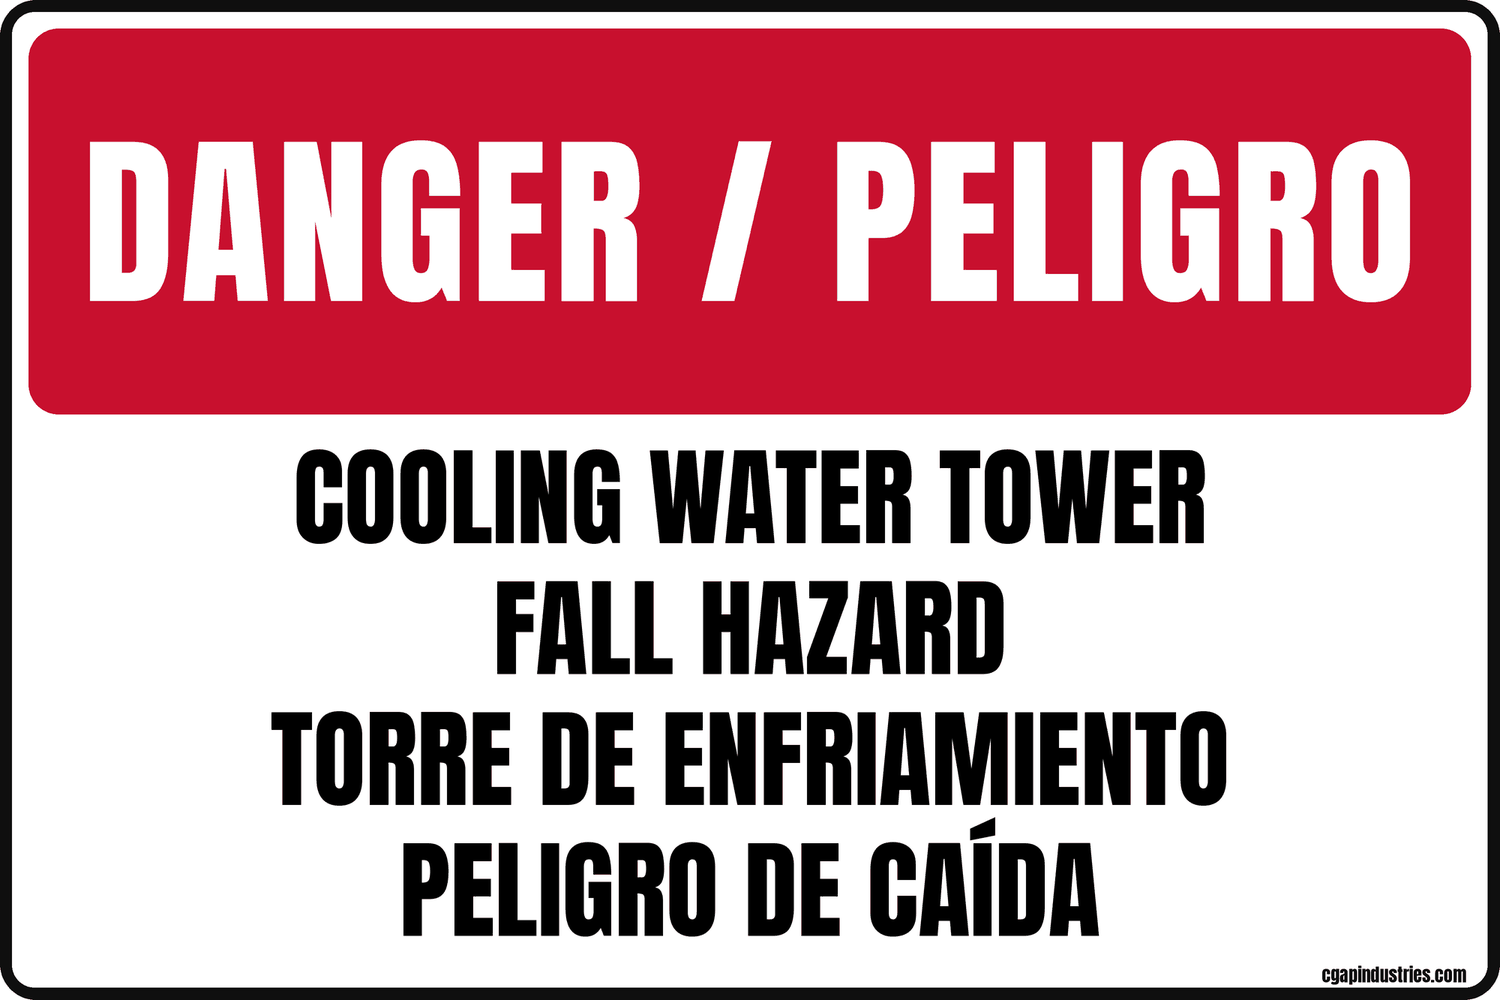 DANGER / PELIGRO
COOLING WATER TOWER
FALL HAZARD
TORRE DE ENFRIAMIENTO
PELIGRO DE CAÍDA
cgapindustries.com